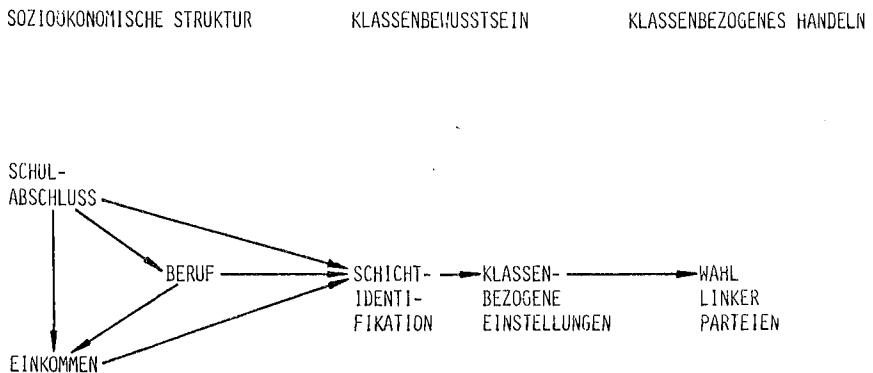 SOZIOÖKONOMISCHE STRUKTUR
KLASSENBEWUSSTSEIN
KLASSENBEZOGENES HANDELN
SCHUL-
ABSCHLUSS
BERUF
SCHICHT-
IDENTI-
FIKATION
KLASSEN-
BEZOGENE
EINSTELLUNGEN
WAHL
LINKER
PARTEIEN
EINKOMMEN